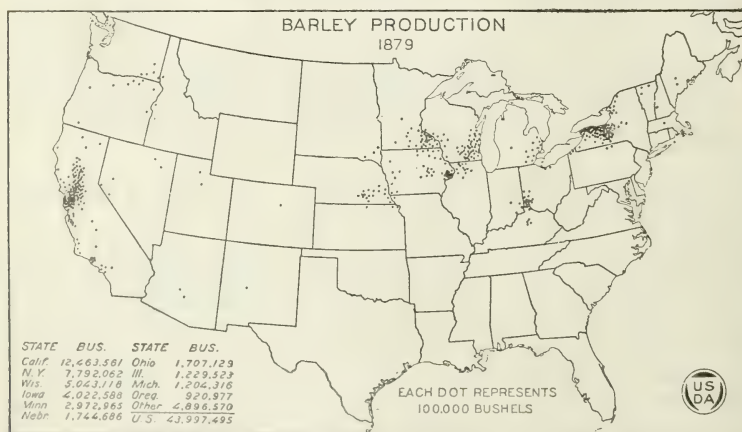 BARLEY PRODUCTION
1879
STATE BUS. STATE BUS.
Calif. 12,463,561 Ohio 1,707,129
N.Y. 7,792,062 Ill. 1,229,523
Wis. 5,043,118 Mich. 1,204,316
Iowa 4,022,588 Oreg. 920,977
Minn 2,972,965 Other 4,896,570
Nebr. 1,744,686 U.S. 43,997,495
EACH DOT REPRESENTS
100,000 BUSHELS
US
DA